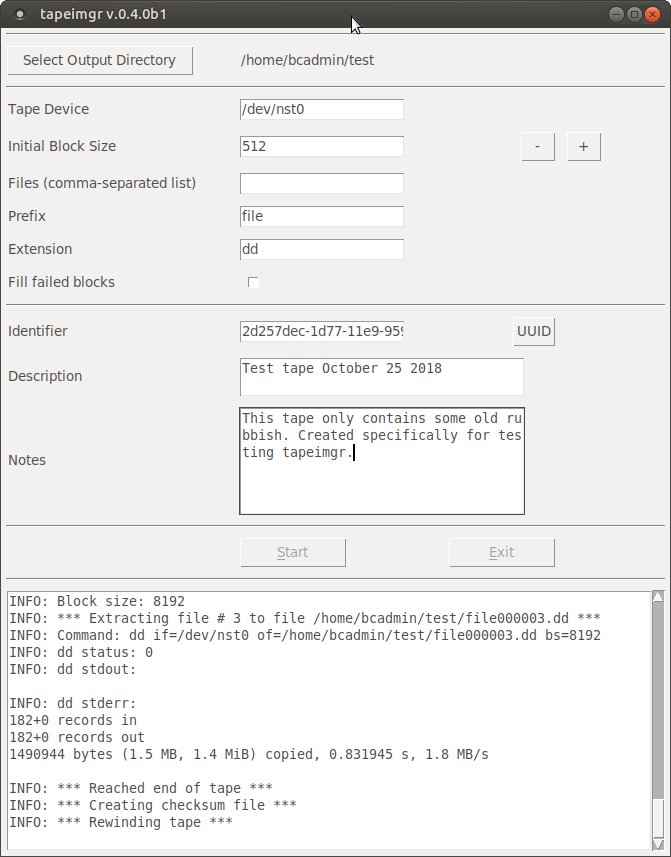 tapeimgr v.0.4.0b1
Select Output Directory /home/bcadmin/test
Tape Device /dev/nst0
Initial Block Size 512 - +
Files (comma-separated list)
Prefix file
Extension dd
Fill failed blocks
Identifier 2d257dec-1d77-11e9-959 UUID
Description Test tape October 25 2018
Notes This tape only contains some old ru
bbish. Created specifically for tes
ting tapeimgr.
Start Exit
INFO: Block size: 8192
INFO: *** Extracting file # 3 to file /home/bcadmin/test/file000003.dd ***
INFO: Command: dd if=/dev/nst0 of=/home/bcadmin/test/file000003.dd bs=8192
INFO: dd status: 0
INFO: dd stdout:
INFO: dd stderr:
182+0 records in
182+0 records out
1490944 bytes (1.5 MB, 1.4 MiB) copied, 0.831945 s, 1.8 MB/s
INFO: *** Reached end of tape ***
INFO: *** Creating checksum file ***
INFO: *** Rewinding tape ***